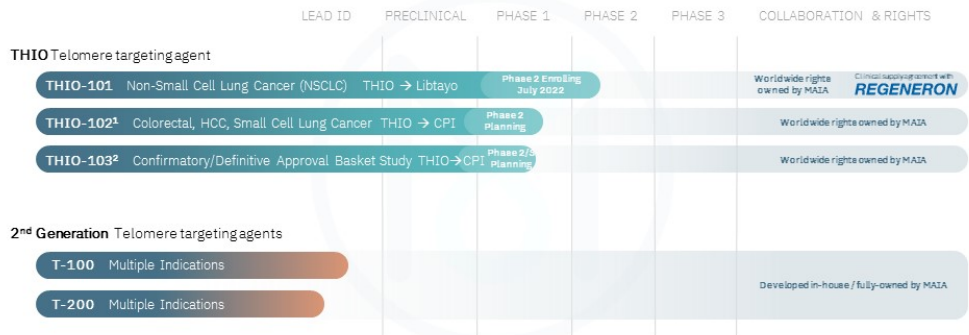 LEAD ID PRECLINICAL PHASE 1 PHASE 2 PHASE 3 COLLABORATION & RIGHTS
THIO Telomere targeting agent
THIO-101 Non-Small Cell Lung Cancer (NSCLC) THIO → Libtayo
Phase 2 Enrolling
July 2022
Worldwide rights
owned by MAIA
Clinical supply agreement with
REGENERON
THIO-102¹ Colorectal, HCC, Small Cell Lung Cancer THIO → CPI
Phase 2
Planning
Worldwide rights owned by MAIA
THIO-103² Confirmatory/Definitive Approval Basket Study THIO→CPI
Phase 2/3
Planning
Worldwide rights owned by MAIA
2nd Generation Telomere targeting agents
T-100 Multiple Indications
T-200 Multiple Indications
Developed in-house / fully-owned by MAIA